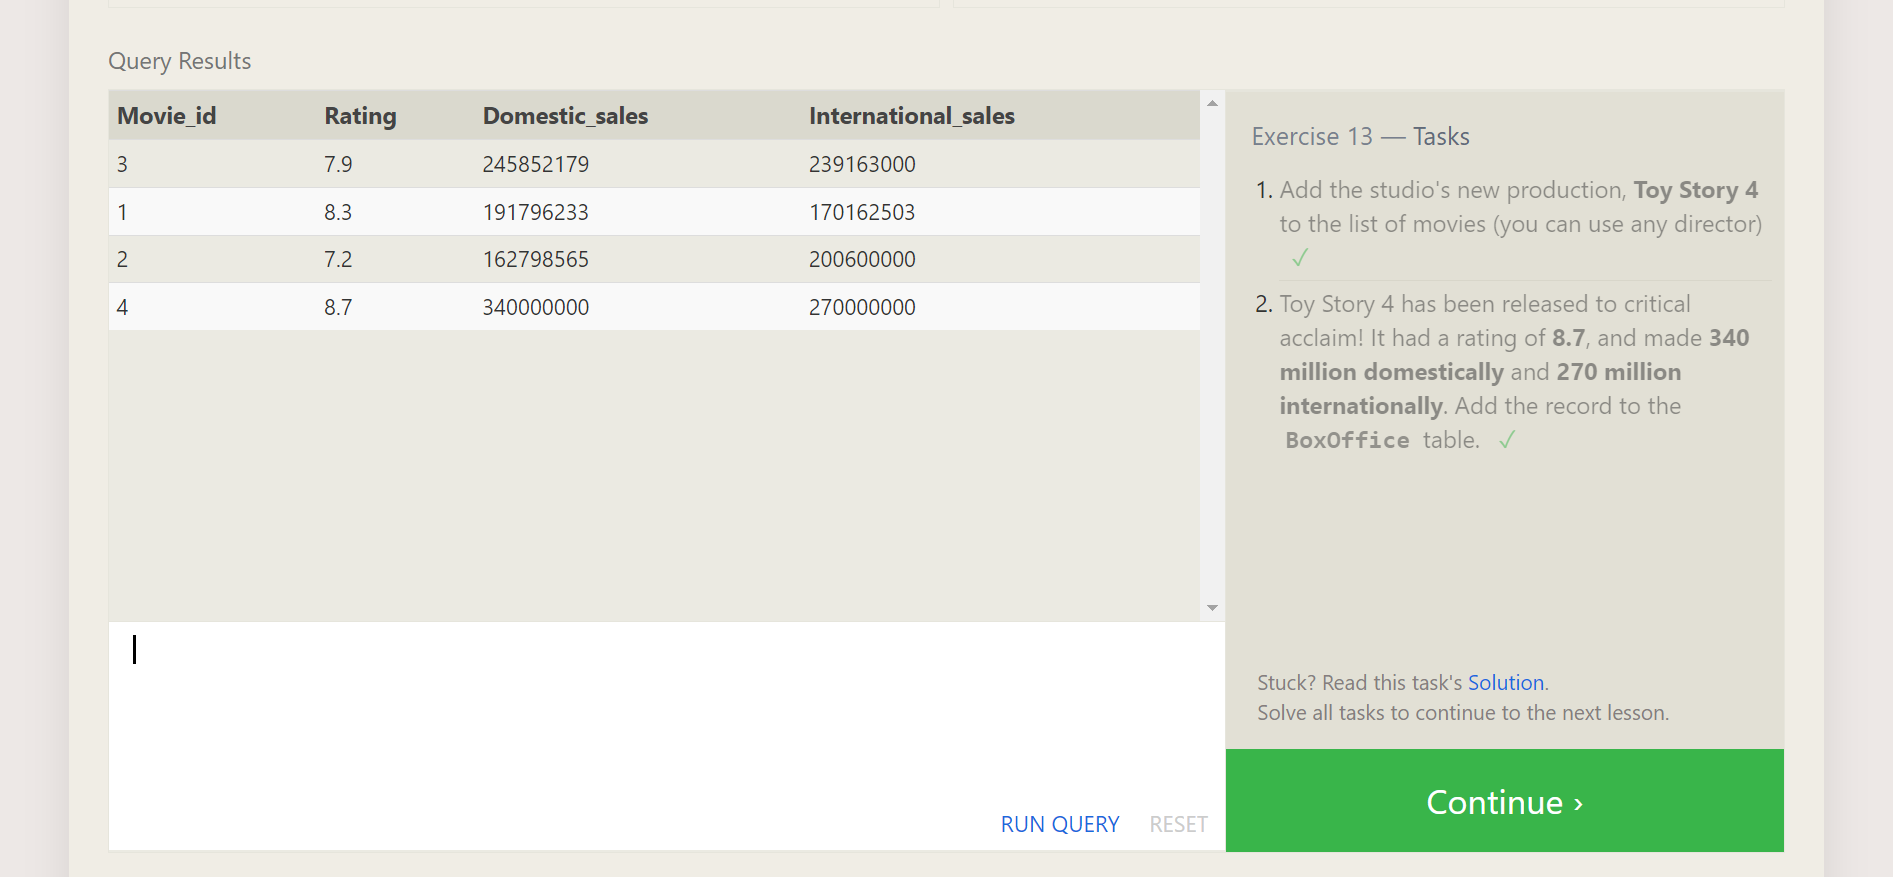 Query Results
Movie_id Rating Domestic_sales International_sales
3 7.9 245852179 239163000
1 8.3 191796233 170162503
2 7.2 162798565 200600000
4 8.7 340000000 270000000
RUN QUERY RESET
Exercise 13 — Tasks
1. Add the studio's new production, Toy Story 4
to the list of movies (you can use any director)
✓
2. Toy Story 4 has been released to critical
acclaim! It had a rating of 8.7, and made 340
million domestically and 270 million
internationally. Add the record to the
BoxOffice table. ✓
Stuck? Read this task's Solution.
Solve all tasks to continue to the next lesson.
Continue ›